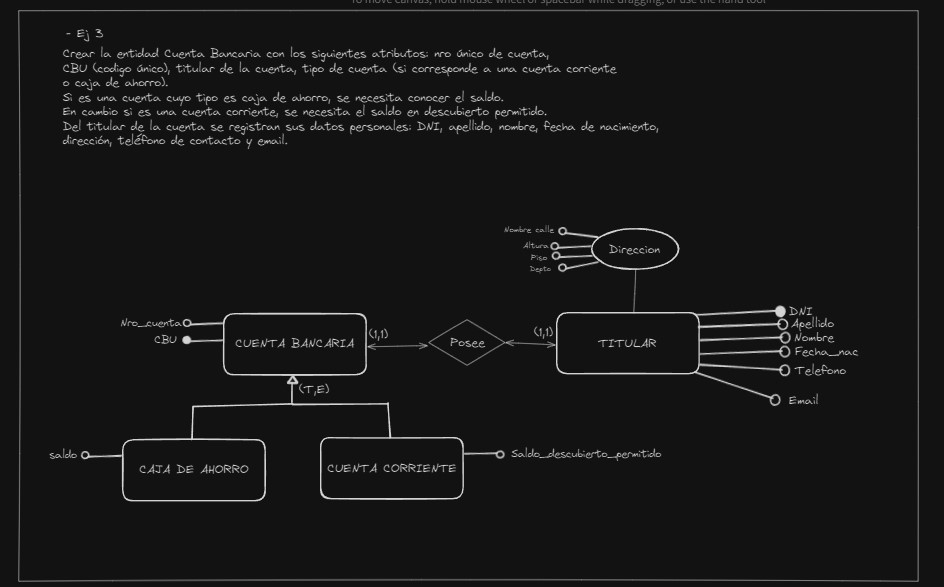 To move canvas, hold mouse wheel or spacebar while dragging, or use the hand tool
- Ej 3
Crear la entidad Cuenta Bancaria con los siguientes atributos: nro único de cuenta,
CBU (codigo único), titular de la cuenta, tipo de cuenta (si corresponde a una cuenta corriente
o caja de ahorro).
Si es una cuenta cuyo tipo es caja de ahorro, se necesita conocer el saldo.
En cambio si es una cuenta corriente, se necesita el saldo en descubierto permitido.
Del titular de la cuenta se registran sus datos personales: DNI, apellido, nombre, fecha de nacimiento,
dirección, teléfono de contacto y email.
Nombre calle
Altura
Piso
Depto
Direccion
Nro_cuenta
CBU
CUENTA BANCARIA
(1,1)
Posee
(1,1)
TITULAR
DNI
Apellido
Nombre
Fecha_nac
Telefono
Email
(T,E)
saldo
CAJA DE AHORRO
CUENTA CORRIENTE
Saldo_descubierto_permitido